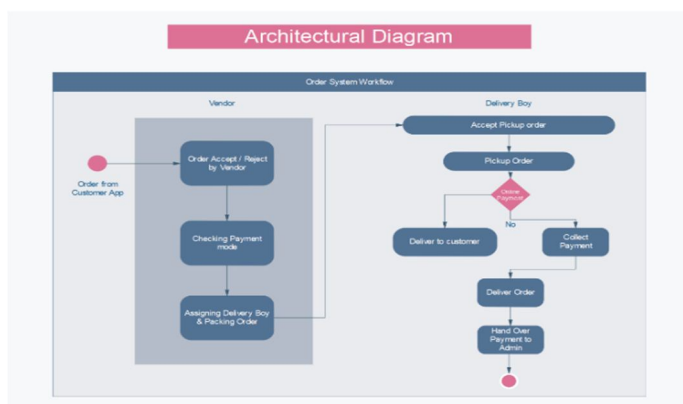 Architectural Diagram
Order System Workflow
Vendor
Delivery Boy
Order from
Customer App
Order Accept / Reject
by Vendor
Checking Payment
mode
Assigning Delivery Boy
& Packing Order
Accept Pickup order
Pickup Order
Online
Payment
No
Deliver to customer
Collect
Payment
Deliver Order
Hand Over
Payment to
Admin